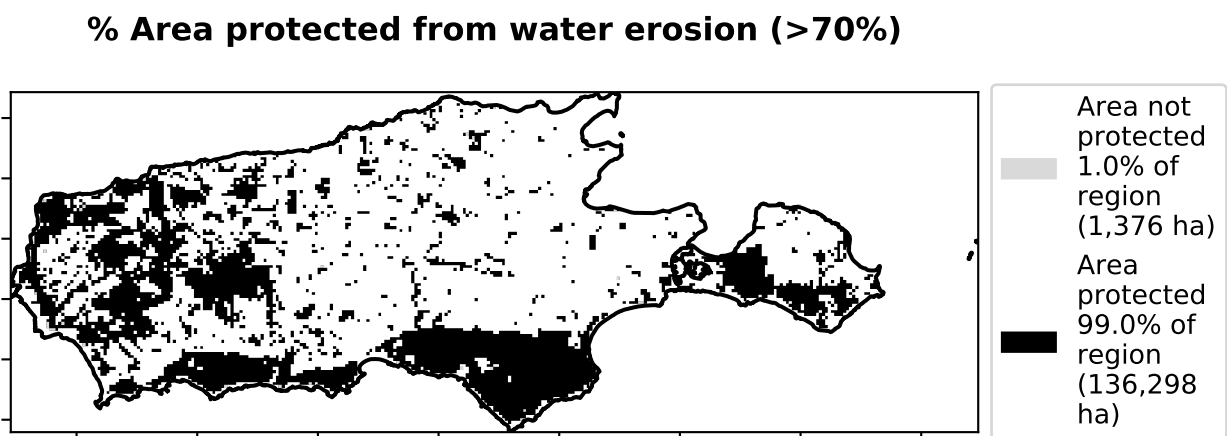 % Area protected from water erosion (>70%)
Area not
protected
1.0% of
region
(1,376 ha)
Area
protected
99.0% of
region
(136,298
ha)